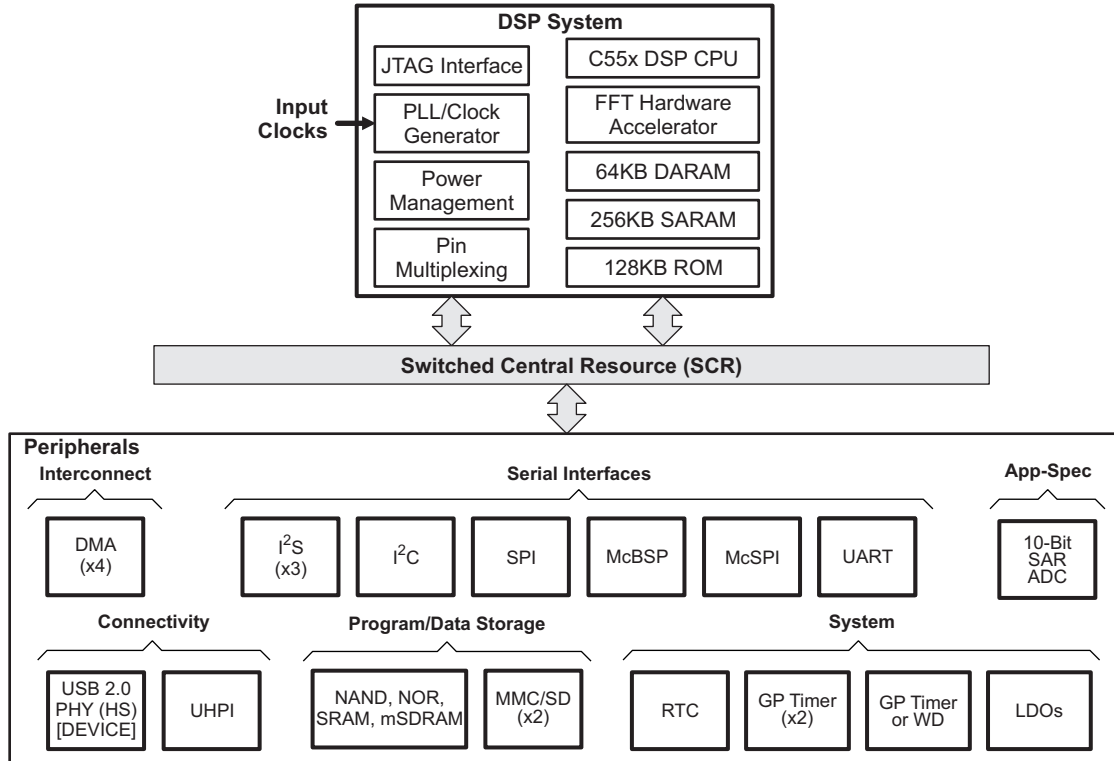 DSP System
JTAG Interface
C55x DSP CPU
Input
Clocks
PLL/Clock
Generator
FFT Hardware
Accelerator
Power
Management
64KB DARAM
256KB SARAM
Pin
Multiplexing
128KB ROM
Switched Central Resource (SCR)
Peripherals
Interconnect
Serial Interfaces
App-Spec
DMA
(x4)
I²S
(x3)
I²C
SPI
McBSP
McSPI
UART
10-Bit
SAR
ADC
Connectivity
Program/Data Storage
System
USB 2.0
PHY (HS)
[DEVICE]
UHPI
NAND, NOR,
SRAM, mSDRAM
MMC/SD
(x2)
RTC
GP Timer
(x2)
GP Timer
or WD
LDOs